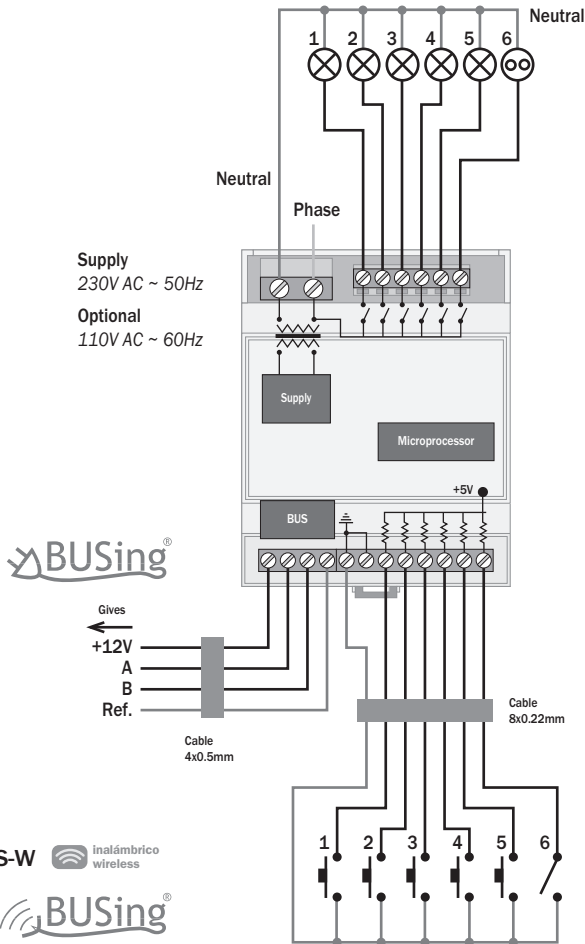 Neutral
1 2 3 4 5 6
Neutral
Phase
Supply
230V AC ~ 50Hz
Optional
110V AC ~ 60Hz
Supply
Microprocessor
+5V
BUS
BUSing®
Gives
+12V
A
B
Ref.
Cable
4x0.5mm
Cable
8x0.22mm
1 2 3 4 5 6
S-W
inalámbrico
wireless
BUSing®